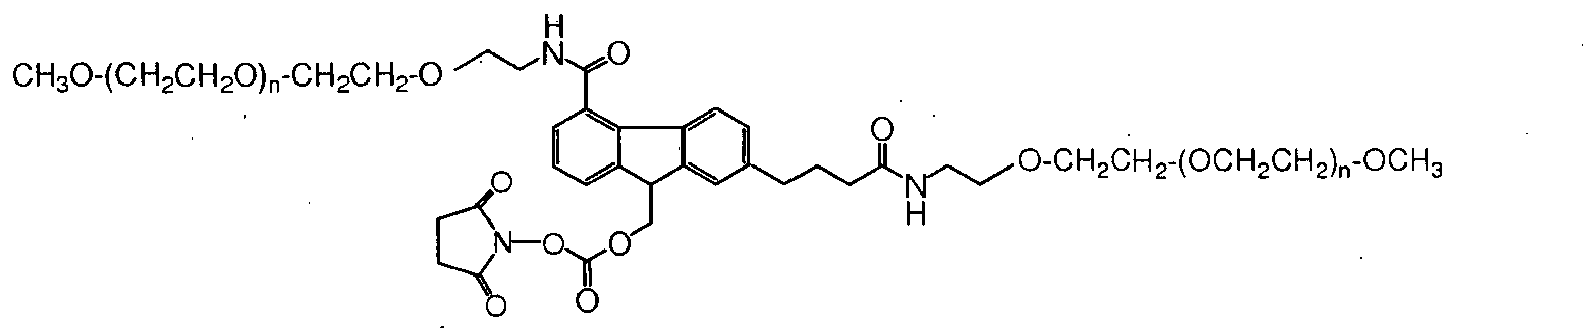 H
N O
CH3O-(CH2CH2O)n-CH2CH2-O
O
O-CH2CH2-(OCH2CH2)n-OCH3
N
H
O
N O O
O O